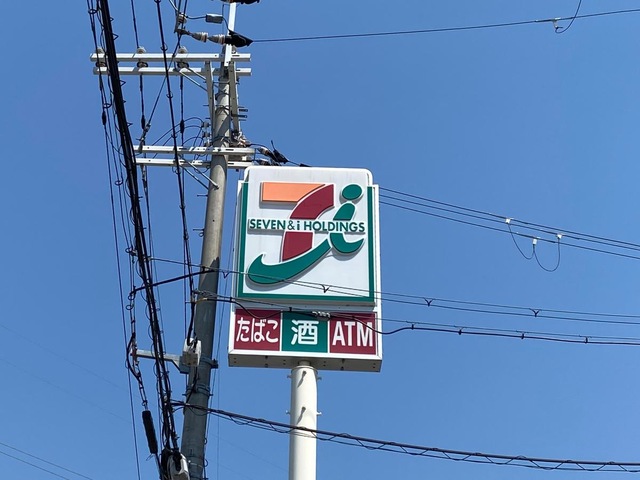 SEVEN & i HOLDINGS
たばこ 酒 ATM